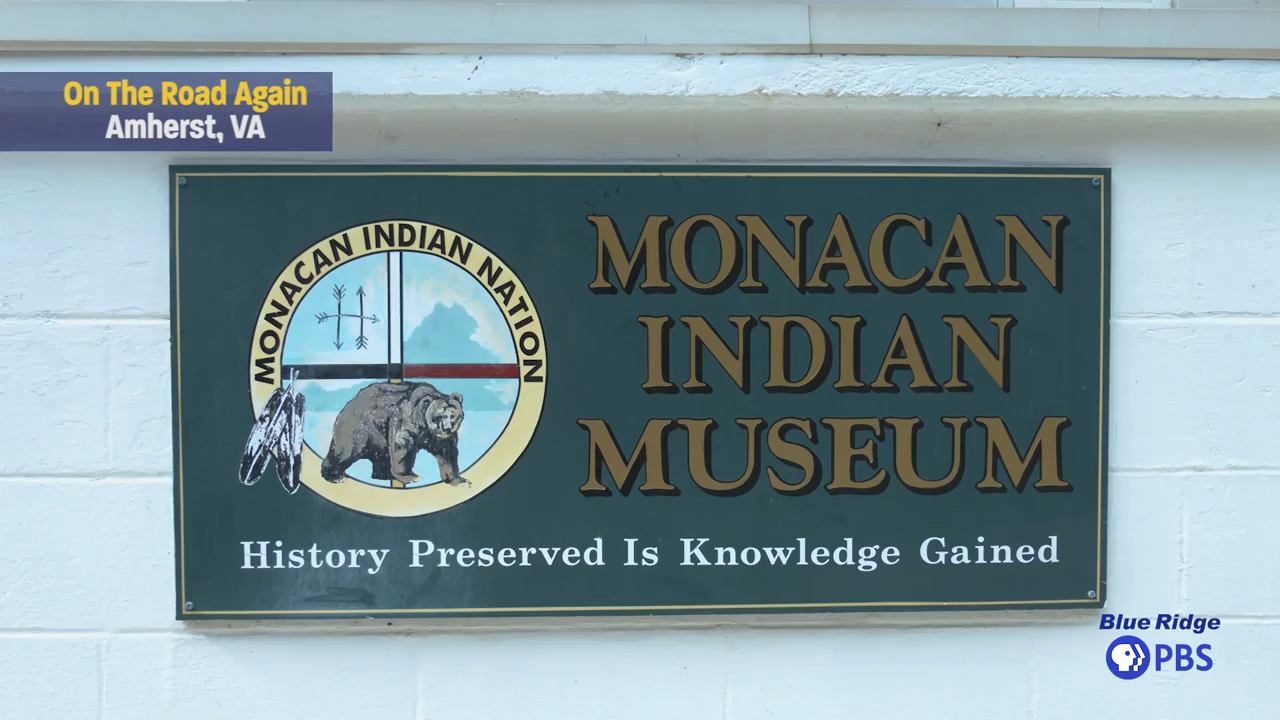 On The Road Again
Amherst, VA
MONACAN INDIAN NATION
MONACAN
INDIAN
MUSEUM
History Preserved Is Knowledge Gained
Blue Ridge
PBS